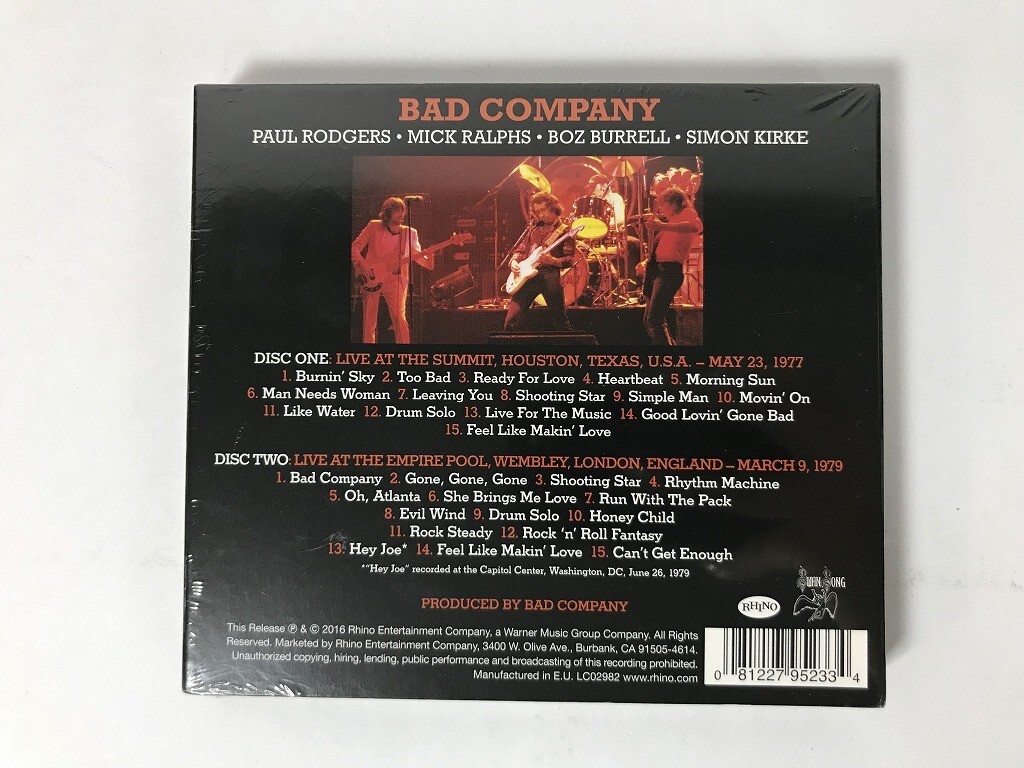 BAD COMPANY
PAUL RODGERS • MICK RALPHS • BOZ BURRELL • SIMON KIRKE
DISC ONE: LIVE AT THE SUMMIT, HOUSTON, TEXAS, U.S.A. – MAY 23, 1977
1. Burnin' Sky 2. Too Bad 3. Ready For Love 4. Heartbeat 5. Morning Sun
6. Man Needs Woman 7. Leaving You 8. Shooting Star 9. Simple Man 10. Movin' On
11. Like Water 12. Drum Solo 13. Live For The Music 14. Good Lovin' Gone Bad
15. Feel Like Makin' Love
DISC TWO: LIVE AT THE EMPIRE POOL, WEMBLEY, LONDON, ENGLAND – MARCH 9, 1979
1. Bad Company 2. Gone, Gone, Gone 3. Shooting Star 4. Rhythm Machine
5. Oh, Atlanta 6. She Brings Me Love 7. Run With The Pack
8. Evil Wind 9. Drum Solo 10. Honey Child
11. Rock Steady 12. Rock 'n' Roll Fantasy
13. Hey Joe* 14. Feel Like Makin' Love 15. Can't Get Enough
*"Hey Joe" recorded at the Capitol Center, Washington, DC, June 26, 1979
PRODUCED BY BAD COMPANY
RHINO
SWAN SONG
This Release ℗ & © 2016 Rhino Entertainment Company, a Warner Music Group Company. All Rights
Reserved. Marketed by Rhino Entertainment Company, 3400 W. Olive Ave., Burbank, CA 91505-4614.
Unauthorized copying, hiring, lending, public performance and broadcasting of this recording prohibited.
Manufactured in E.U. LC02982 www.rhino.com
0 81227 95233 4